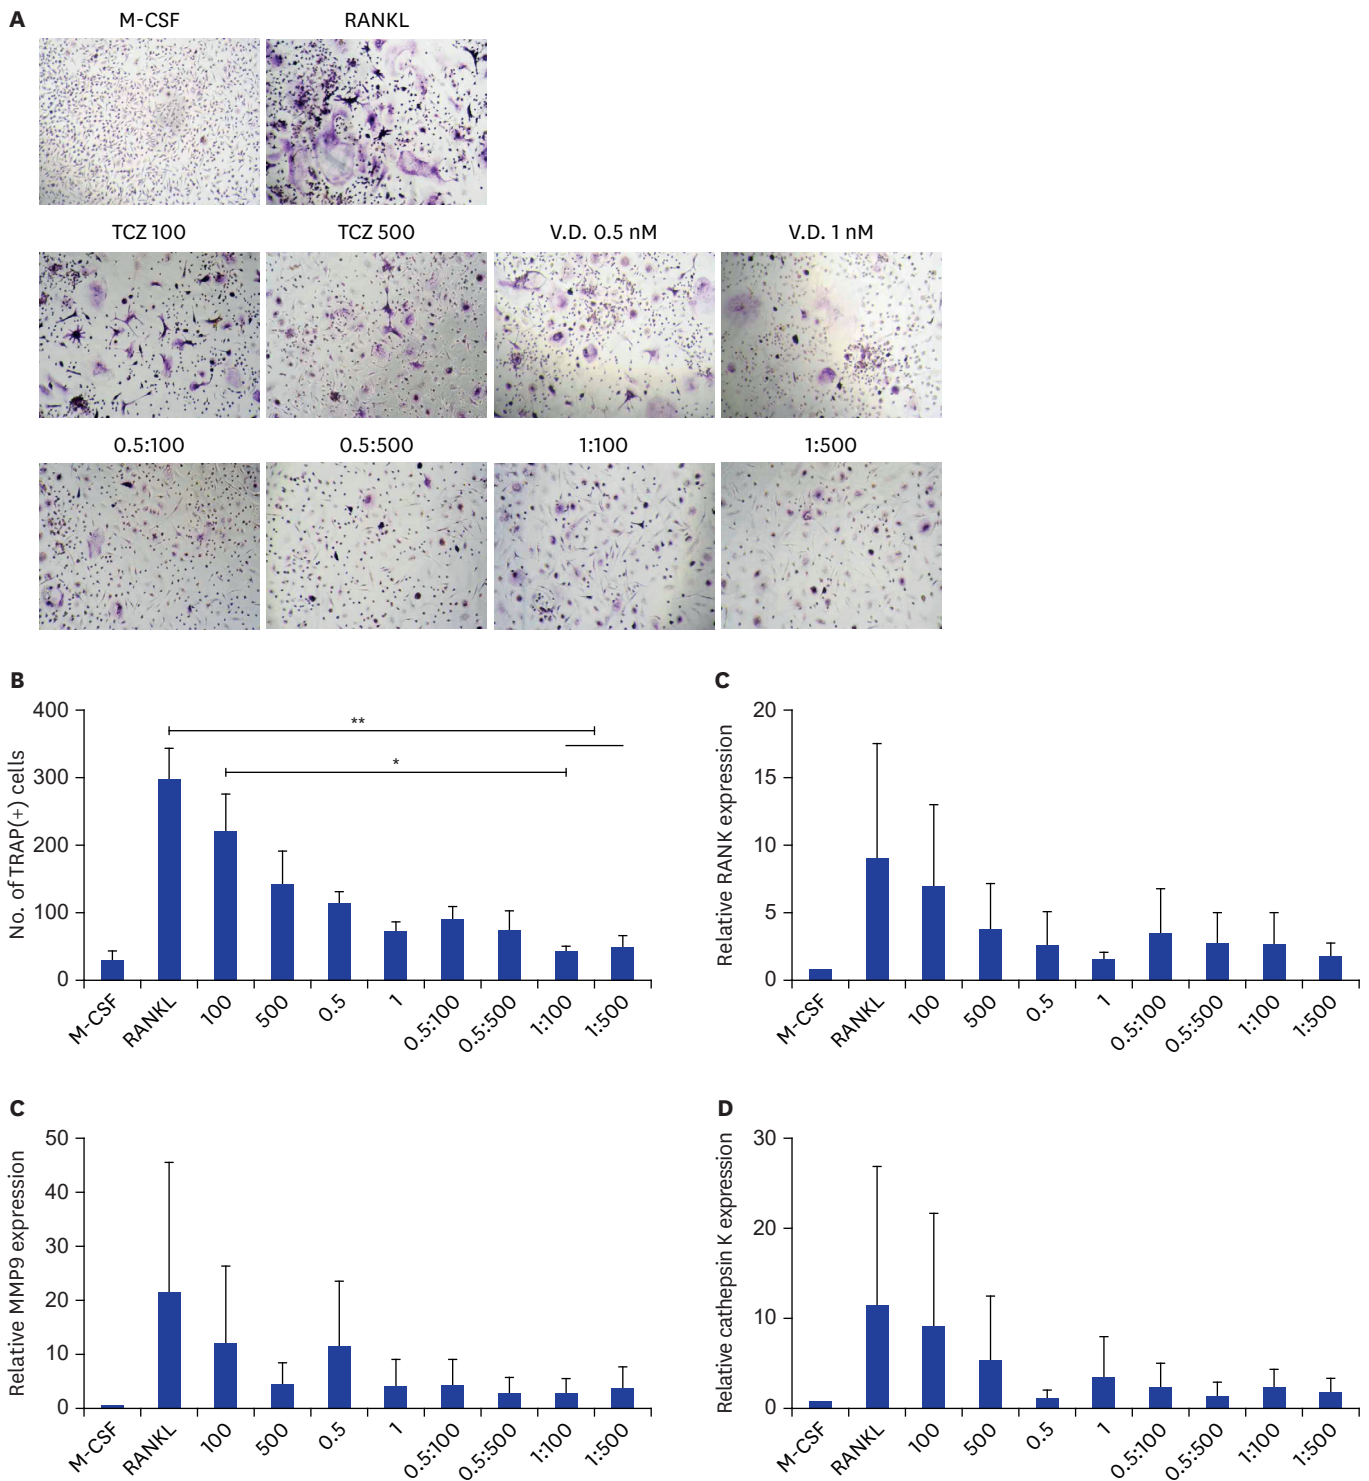 A
M-CSF RANKL
TCZ 100 TCZ 500 V.D. 0.5 nM V.D. 1 nM
0.5:100 0.5:500 1:100 1:500
B
No. of TRAP(+) cells
400
300
200
100
0
**
*
M-CSF RANKL 100 500 0.5 1 0.5:100 0.5:500 1:100 1:500
C
Relative RANK expression
20
15
10
5
0
M-CSF RANKL 100 500 0.5 1 0.5:100 0.5:500 1:100 1:500
C
Relative MMP9 expression
50
40
30
20
10
0
M-CSF RANKL 100 500 0.5 1 0.5:100 0.5:500 1:100 1:500
D
Relative cathepsin K expression
30
20
10
0
M-CSF RANKL 100 500 0.5 1 0.5:100 0.5:500 1:100 1:500